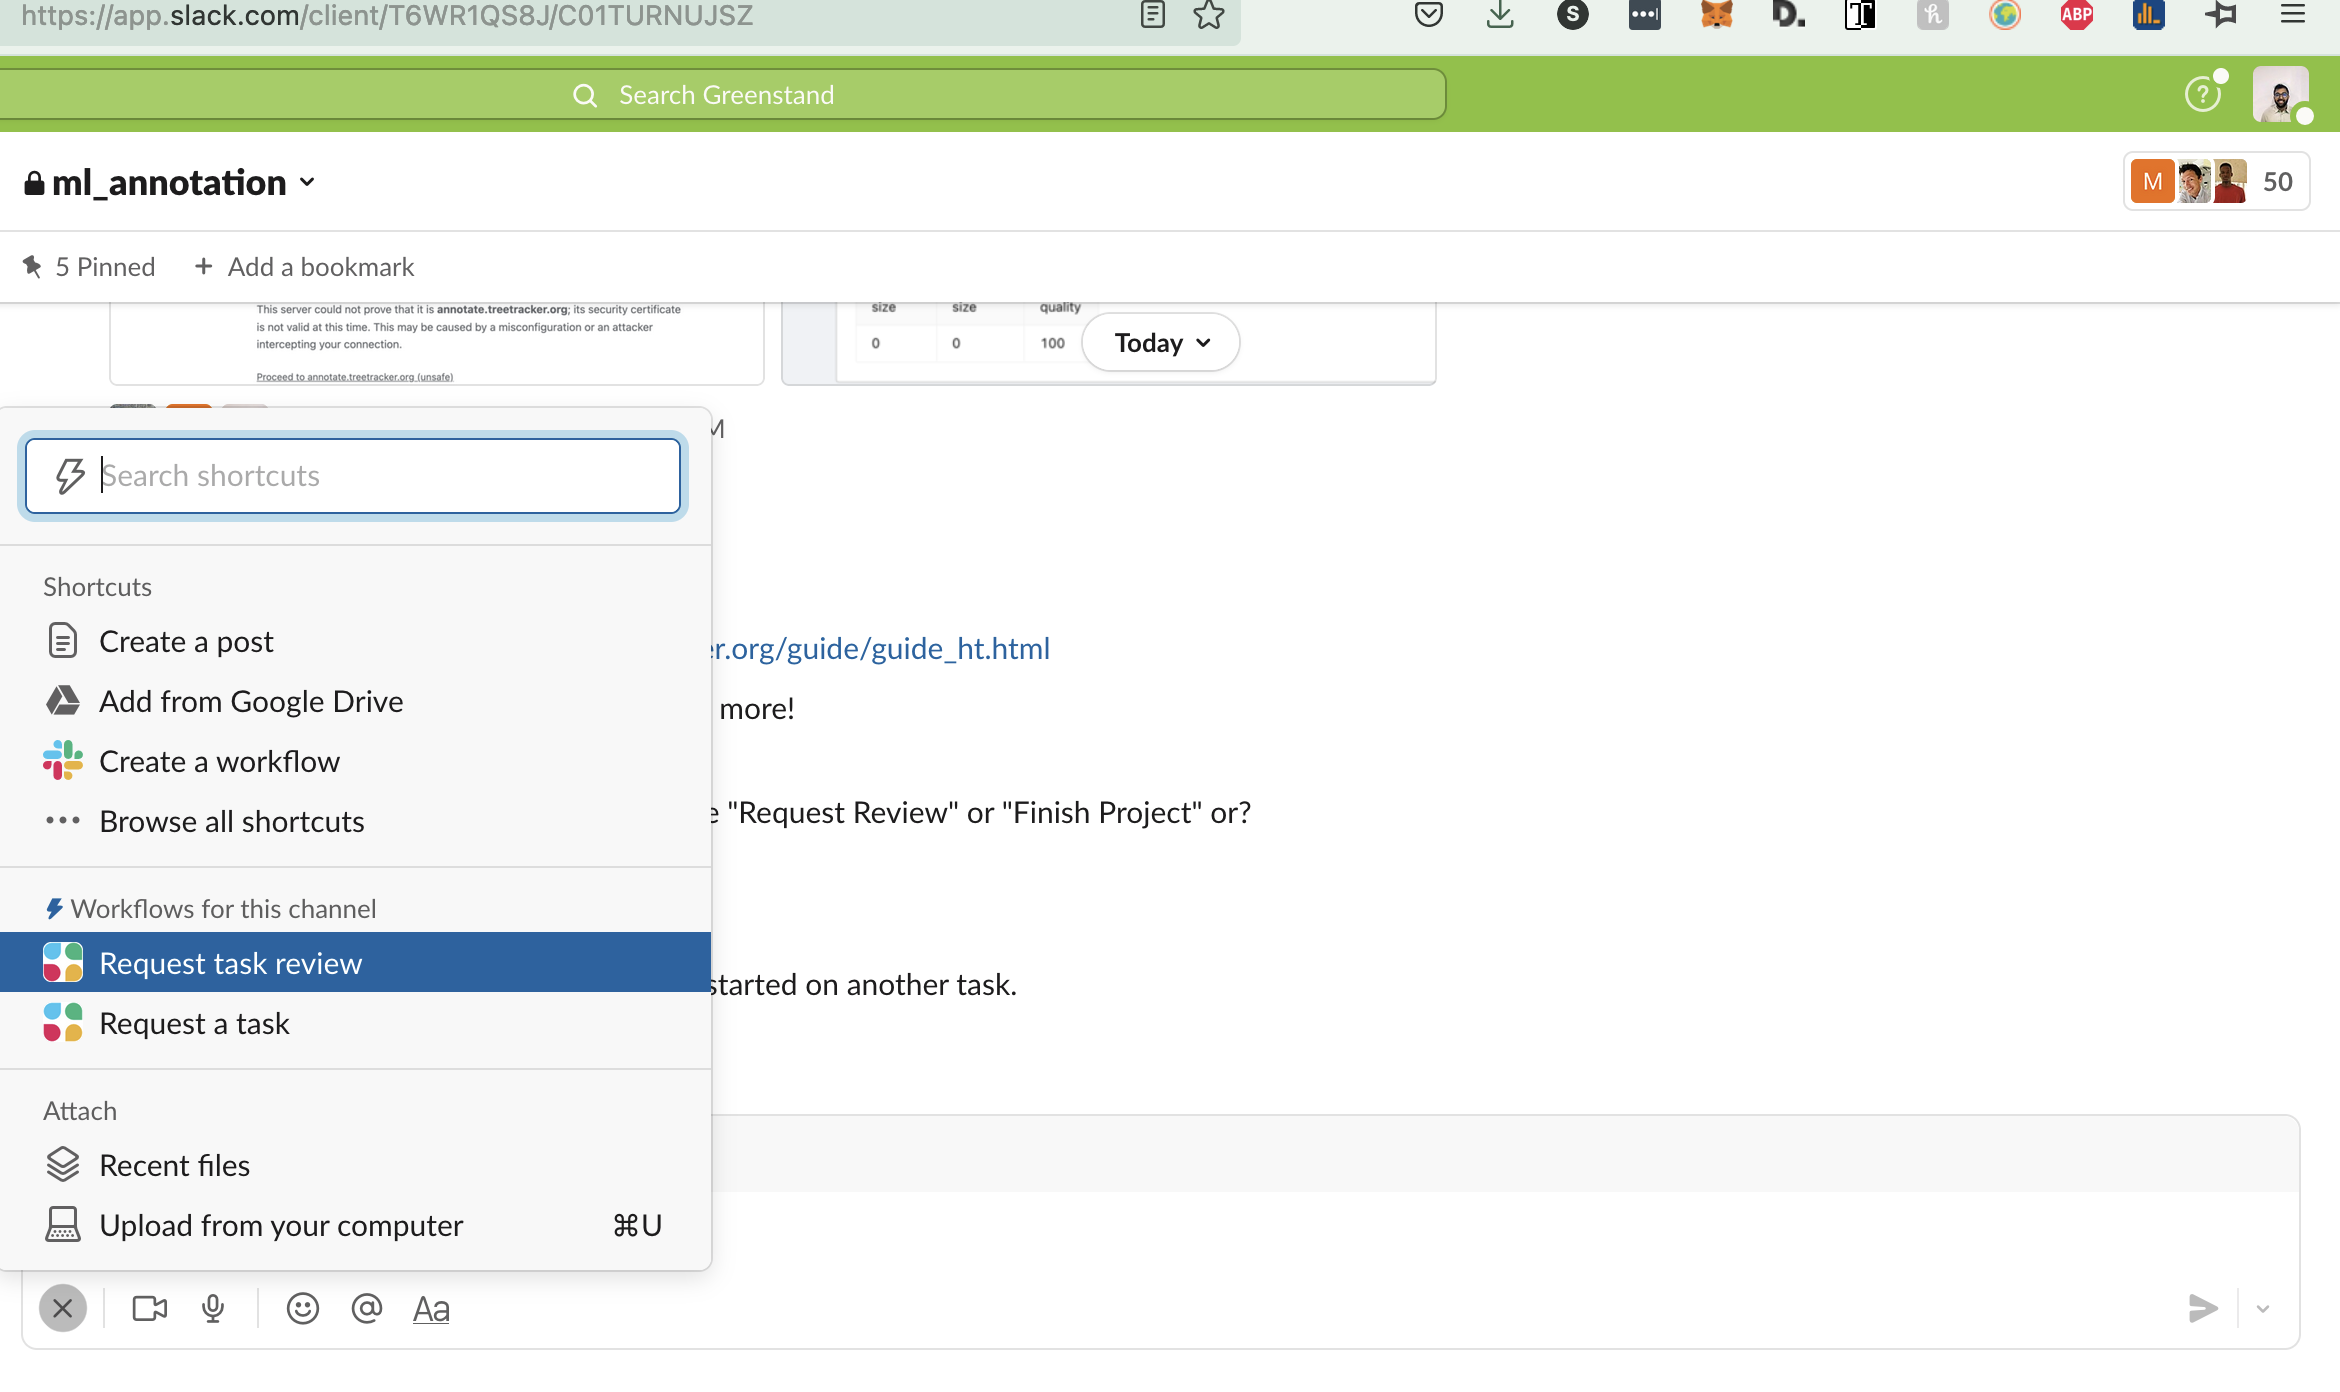 https://app.slack.com/client/T6WR1QS8J/C01TURNUJSZ
S
D.
T
h
ABP
Search Greenstand
?
ml_annotation
M
50
5 Pinned
+ Add a bookmark
This server could not prove that it is annotate.treetracker.org; its security certificate
is not valid at this time. This may be caused by a misconfiguration or an attacker
intercepting your connection.
Proceed to annotate.treetracker.org (unsafe)
size size quality
0 0 100
Today
M
Search shortcuts
Shortcuts
Create a post
Add from Google Drive
Create a workflow
Browse all shortcuts
er.org/guide/guide_ht.html
more!
e "Request Review" or "Finish Project" or?
Workflows for this channel
Request task review
started on another task.
Request a task
Attach
Recent files
Upload from your computer ⌘U
@ Aa